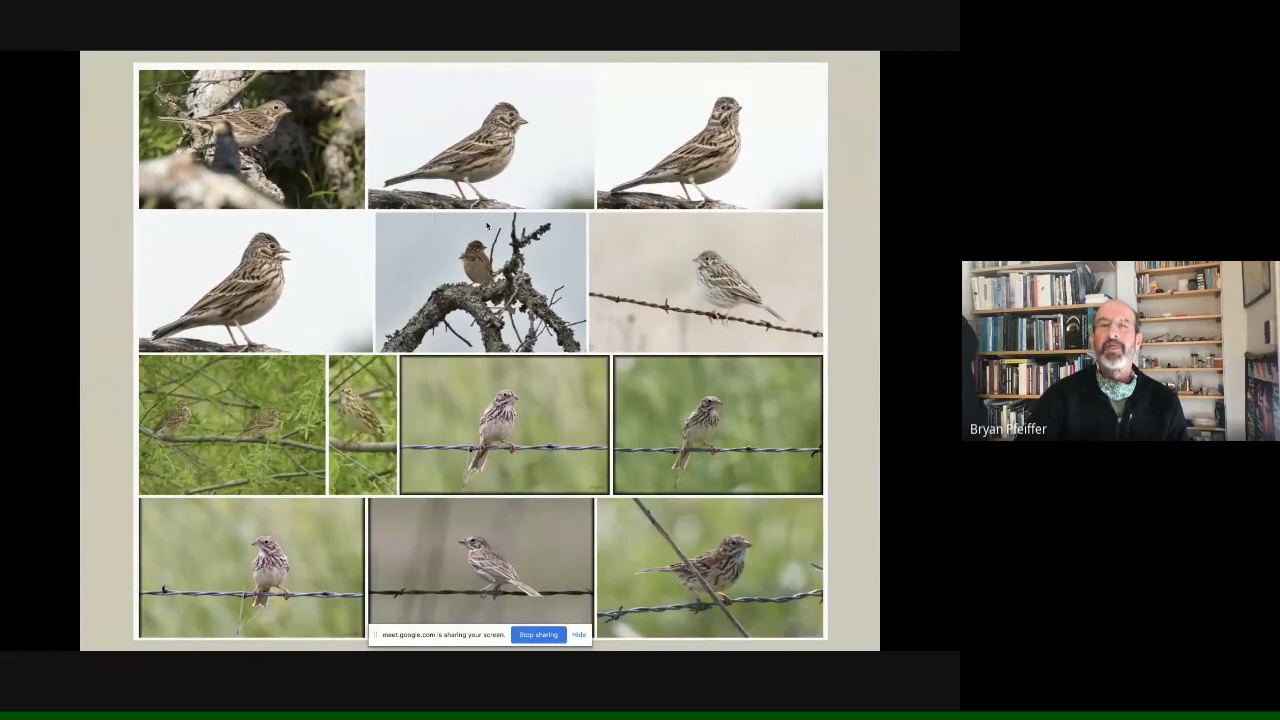 Bryan Pfeiffer
meet.google.com is sharing your screen.
Stop sharing
Hide